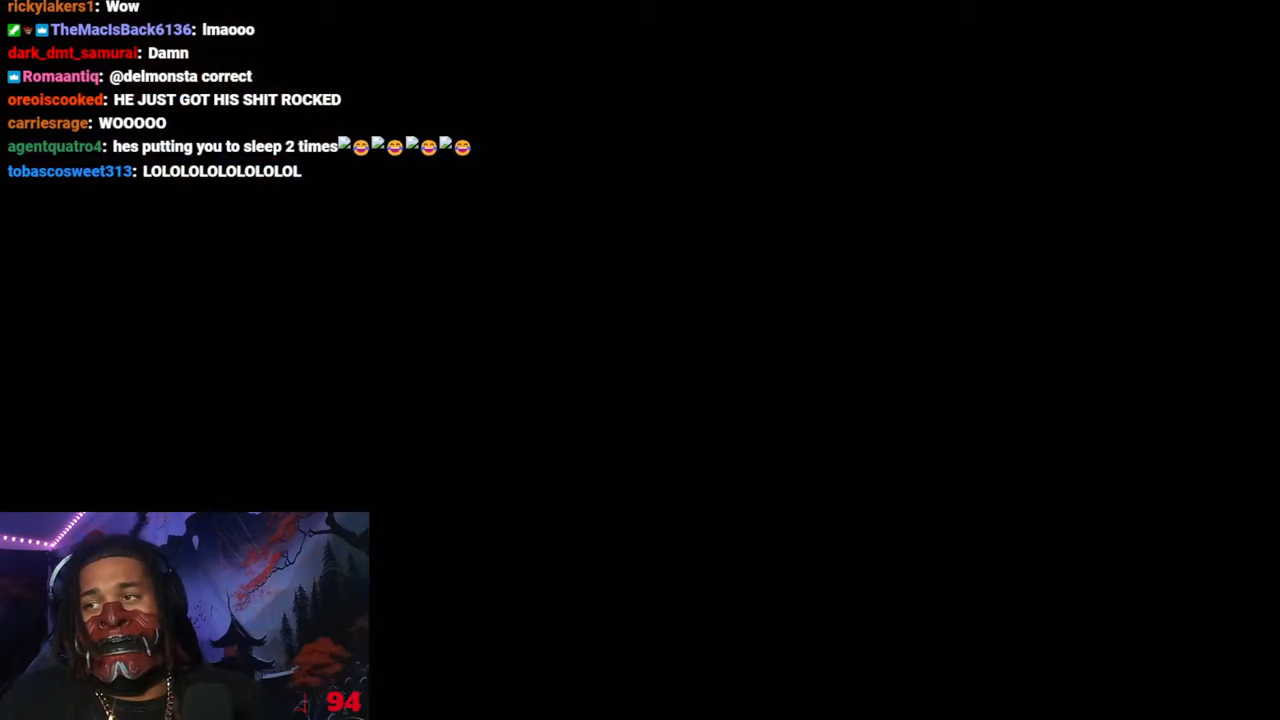 rickylakers1: Wow
TheMacIsBack6136: lmaooo
dark_dmt_samurai: Damn
Romaantiq: @delmonsta correct
oreoiscooked: HE JUST GOT HIS SHIT ROCKED
carriesrage: WOOOOO
agentquatro4: hes putting you to sleep 2 times😂😂😂😂
tobascosweet313: LOLOLOLOLOLOLOLOL
94